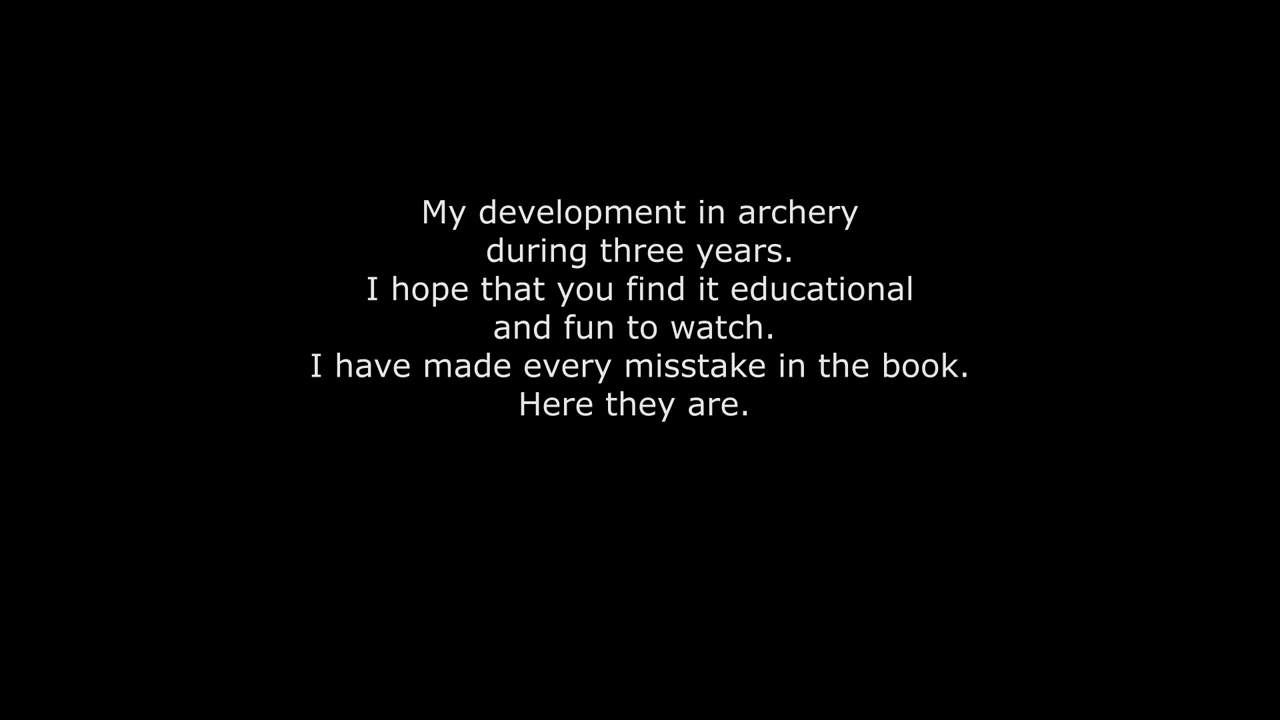 My development in archery
during three years.
I hope that you find it educational
and fun to watch.
I have made every misstake in the book.
Here they are.